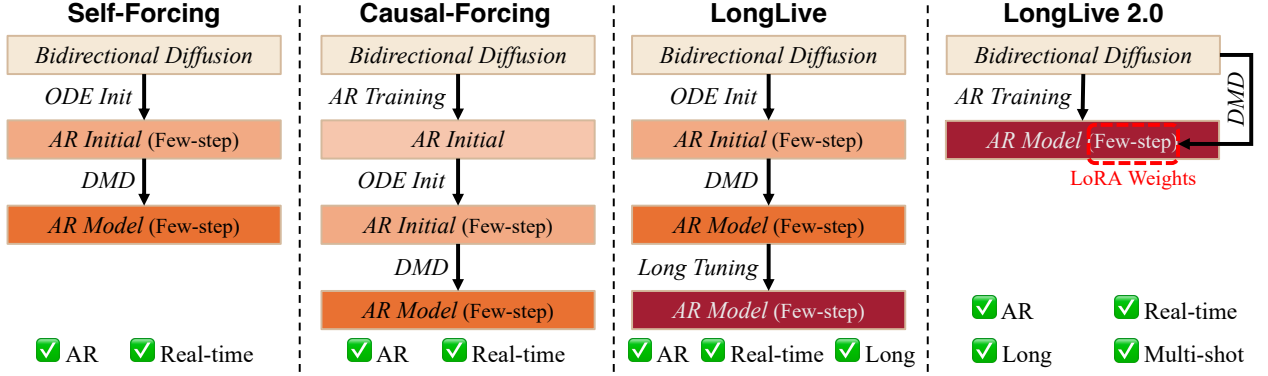 Self-Forcing
Bidirectional Diffusion
ODE Init
AR Initial (Few-step)
DMD
AR Model (Few-step)
AR
Real-time
Causal-Forcing
Bidirectional Diffusion
AR Training
AR Initial
ODE Init
AR Initial (Few-step)
DMD
AR Model (Few-step)
AR
Real-time
LongLive
Bidirectional Diffusion
ODE Init
AR Initial (Few-step)
DMD
AR Model (Few-step)
Long Tuning
AR Model (Few-step)
AR
Real-time
Long
LongLive 2.0
Bidirectional Diffusion
AR Training
DMD
AR Model (Few-step)
LoRA Weights
AR
Real-time
Long
Multi-shot